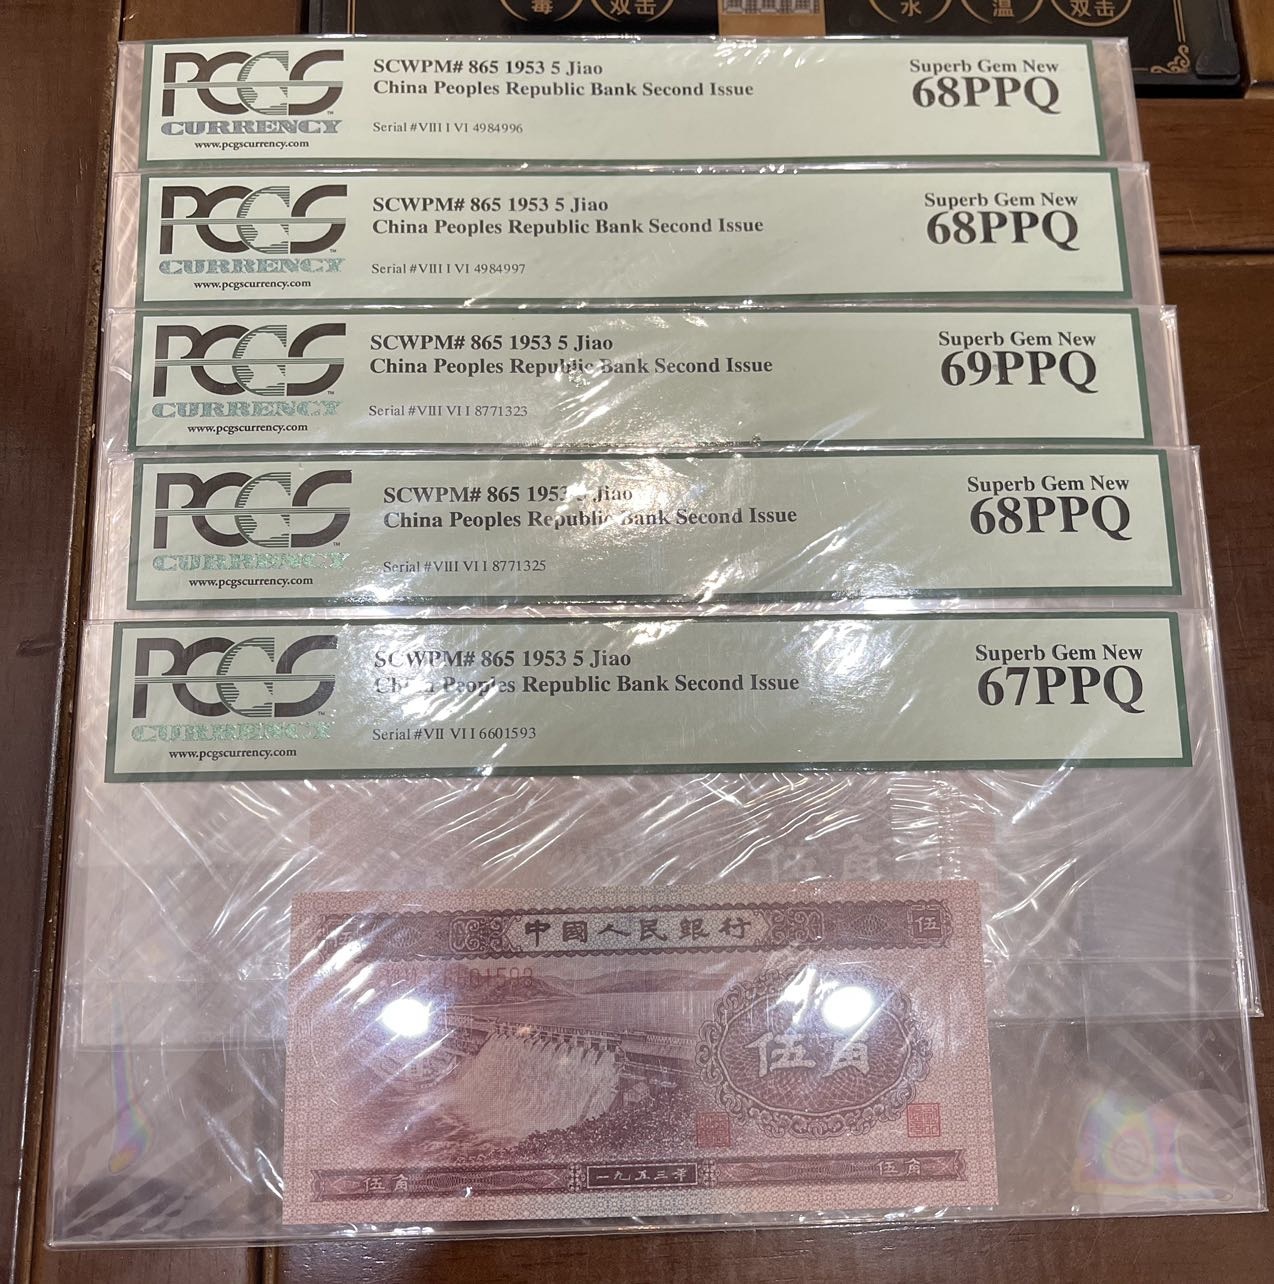 毒
双击
水
温
双击
PCGS
CURRENCY
www.pcgscurrency.com
SCWPM# 865 1953 5 Jiao
China Peoples Republic Bank Second Issue
Serial #VIII I VI 4984996
Superb Gem New
68PPQ
PCGS
CURRENCY
www.pcgscurrency.com
SCWPM# 865 1953 5 Jiao
China Peoples Republic Bank Second Issue
Serial #VIII I VI 4984997
Superb Gem New
68PPQ
PCGS
CURRENCY
www.pcgscurrency.com
SCWPM# 865 1953 5 Jiao
China Peoples Republic Bank Second Issue
Serial #VIII VI I 8771323
Superb Gem New
69PPQ
PCGS
CURRENCY
www.pcgscurrency.com
SCWPM# 865 1953 5 Jiao
China Peoples Republic Bank Second Issue
Serial #VIII VI I 8771325
Superb Gem New
68PPQ
PCGS
CURRENCY
www.pcgscurrency.com
SCWPM# 865 1953 5 Jiao
China Peoples Republic Bank Second Issue
Serial #VII VI I 6601593
Superb Gem New
67PPQ
伍角
中國人民銀行
伍
6601593
伍角
伍角
一九五三年
伍角